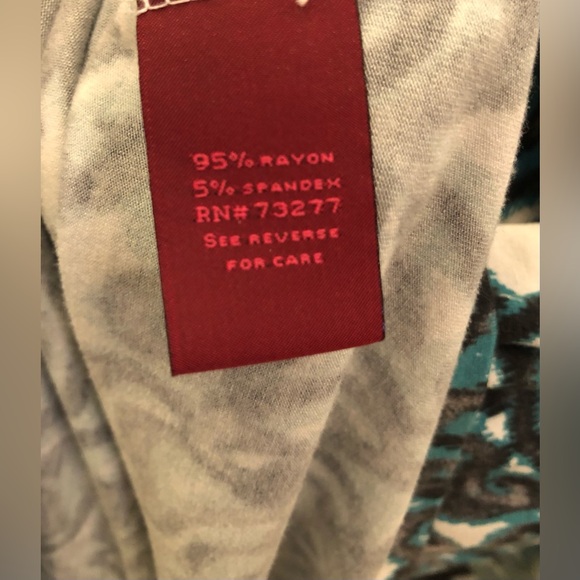 95% RAYON
5% SPANDEX
RN# 73277
SEE REVERSE
FOR CARE